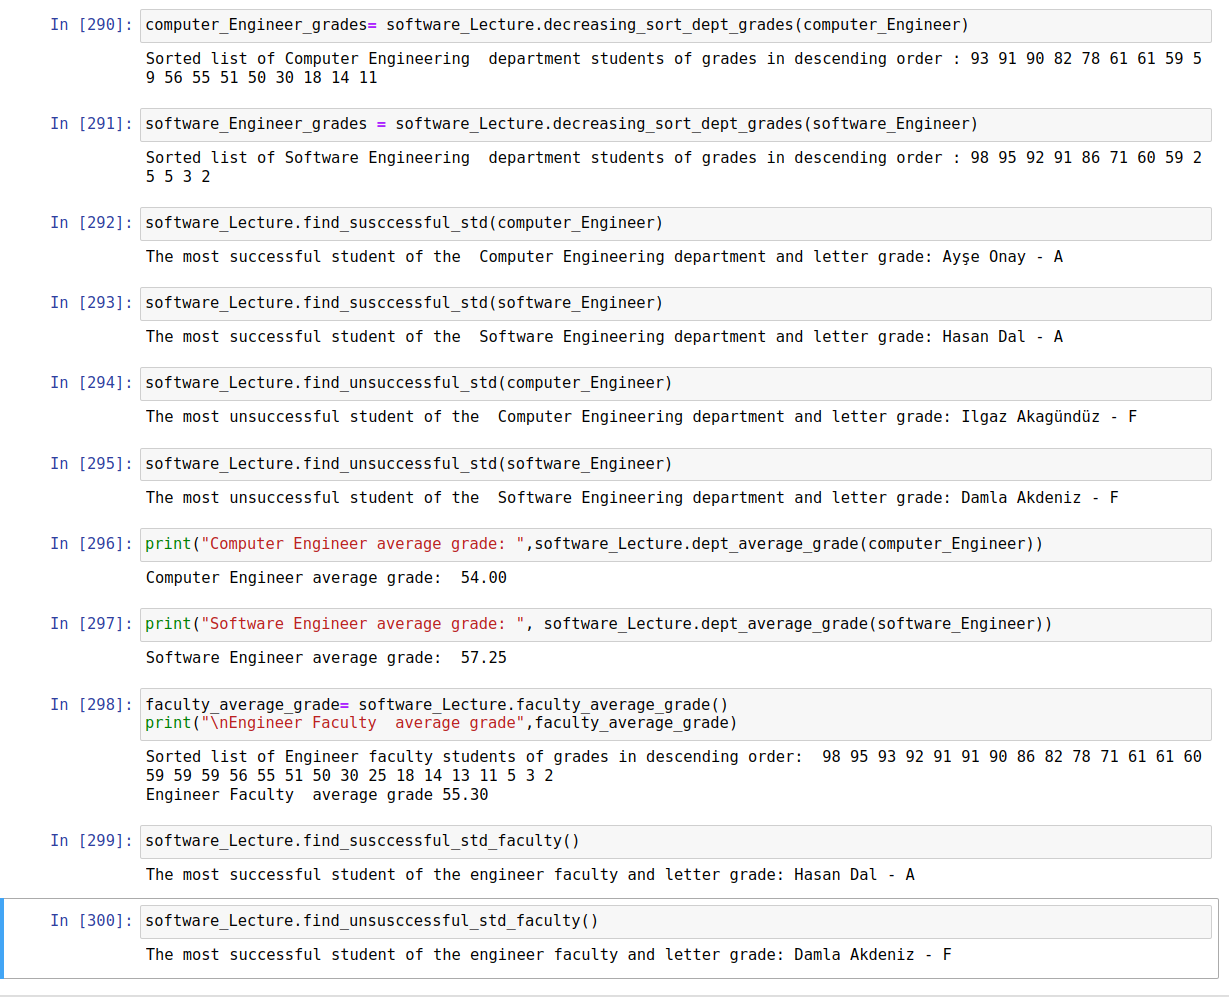 In [290]: computer_Engineer_grades= software_Lecture.decreasing_sort_dept_grades(computer_Engineer)
Sorted list of Computer Engineering  department students of grades in descending order : 93 91 90 82 78 61 61 59 5
9 56 55 51 50 30 18 14 11
In [291]: software_Engineer_grades = software_Lecture.decreasing_sort_dept_grades(software_Engineer)
Sorted list of Software Engineering  department students of grades in descending order : 98 95 92 91 86 71 60 59 2
5 5 3 2
In [292]: software_Lecture.find_susccessful_std(computer_Engineer)
The most successful student of the  Computer Engineering department and letter grade: Ayşe Onay - A
In [293]: software_Lecture.find_susccessful_std(software_Engineer)
The most successful student of the  Software Engineering department and letter grade: Hasan Dal - A
In [294]: software_Lecture.find_unsuccessful_std(computer_Engineer)
The most unsuccessful student of the  Computer Engineering department and letter grade: Ilgaz Akagündüz - F
In [295]: software_Lecture.find_unsuccessful_std(software_Engineer)
The most unsuccessful student of the  Software Engineering department and letter grade: Damla Akdeniz - F
In [296]: print("Computer Engineer average grade: ",software_Lecture.dept_average_grade(computer_Engineer))
Computer Engineer average grade:  54.00
In [297]: print("Software Engineer average grade: ", software_Lecture.dept_average_grade(software_Engineer))
Software Engineer average grade:  57.25
In [298]: faculty_average_grade= software_Lecture.faculty_average_grade()
print("\nEngineer Faculty  average grade",faculty_average_grade)
Sorted list of Engineer faculty students of grades in descending order:  98 95 93 92 91 91 90 86 82 78 71 61 61 60
59 59 59 56 55 51 50 30 25 18 14 13 11 5 3 2
Engineer Faculty  average grade 55.30
In [299]: software_Lecture.find_susccessful_std_faculty()
The most successful student of the engineer faculty and letter grade: Hasan Dal - A
In [300]: software_Lecture.find_unsusccessful_std_faculty()
The most successful student of the engineer faculty and letter grade: Damla Akdeniz - F